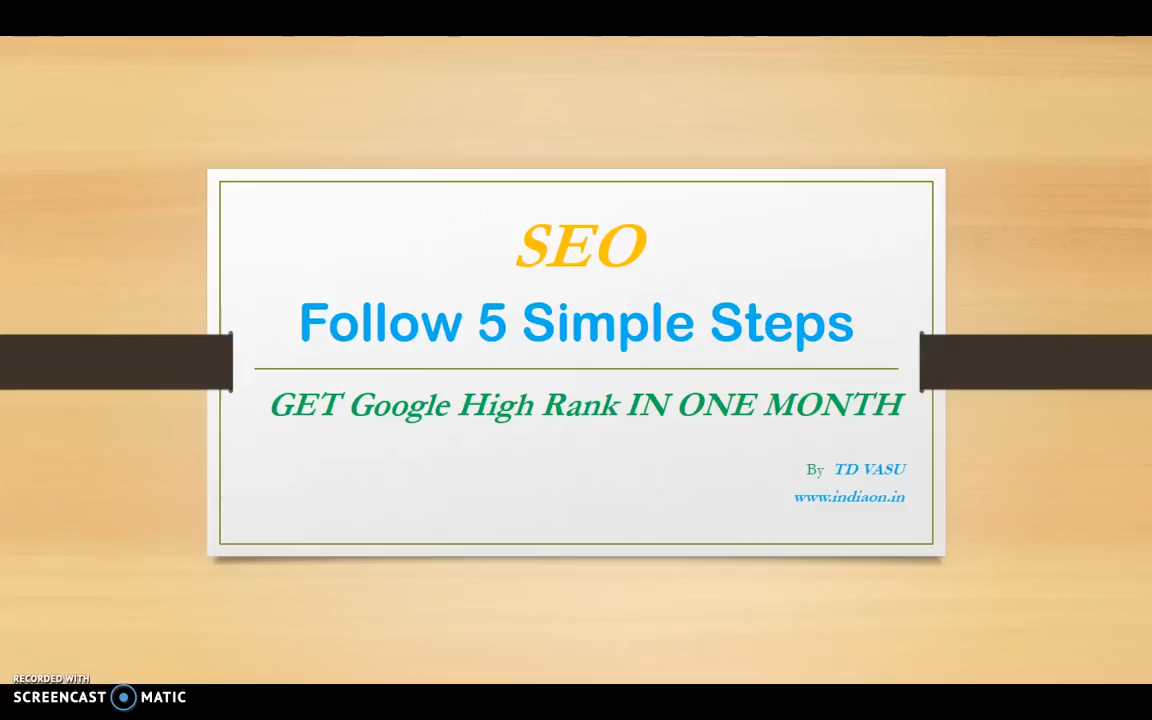 SEO
Follow 5 Simple Steps
GET Google High Rank IN ONE MONTH
By TD VASU
www.indiaon.in
RECORDED WITH
SCREENCAST MATIC